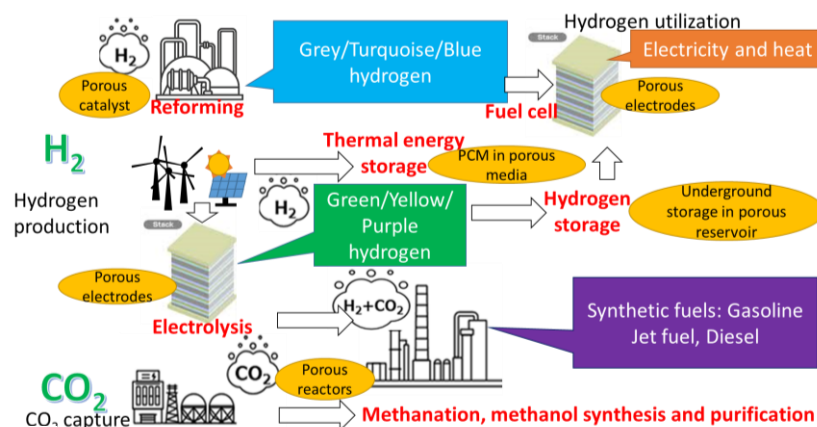 Hydrogen utilization
Stack
H₂
Grey/Turquoise/Blue
hydrogen
Electricity and heat
Porous
catalyst
Reforming
Fuel cell
Porous
electrodes
H₂
Hydrogen
production
Thermal energy
storage
PCM in porous
media
H₂
Stack
Green/Yellow/
Purple
hydrogen
Hydrogen
storage
Underground
storage in porous
reservoir
Porous
electrodes
Electrolysis
H₂+CO₂
Synthetic fuels: Gasoline
Jet fuel, Diesel
CO₂
Porous
reactors
CO₂
CO₂ capture
Methanation, methanol synthesis and purification